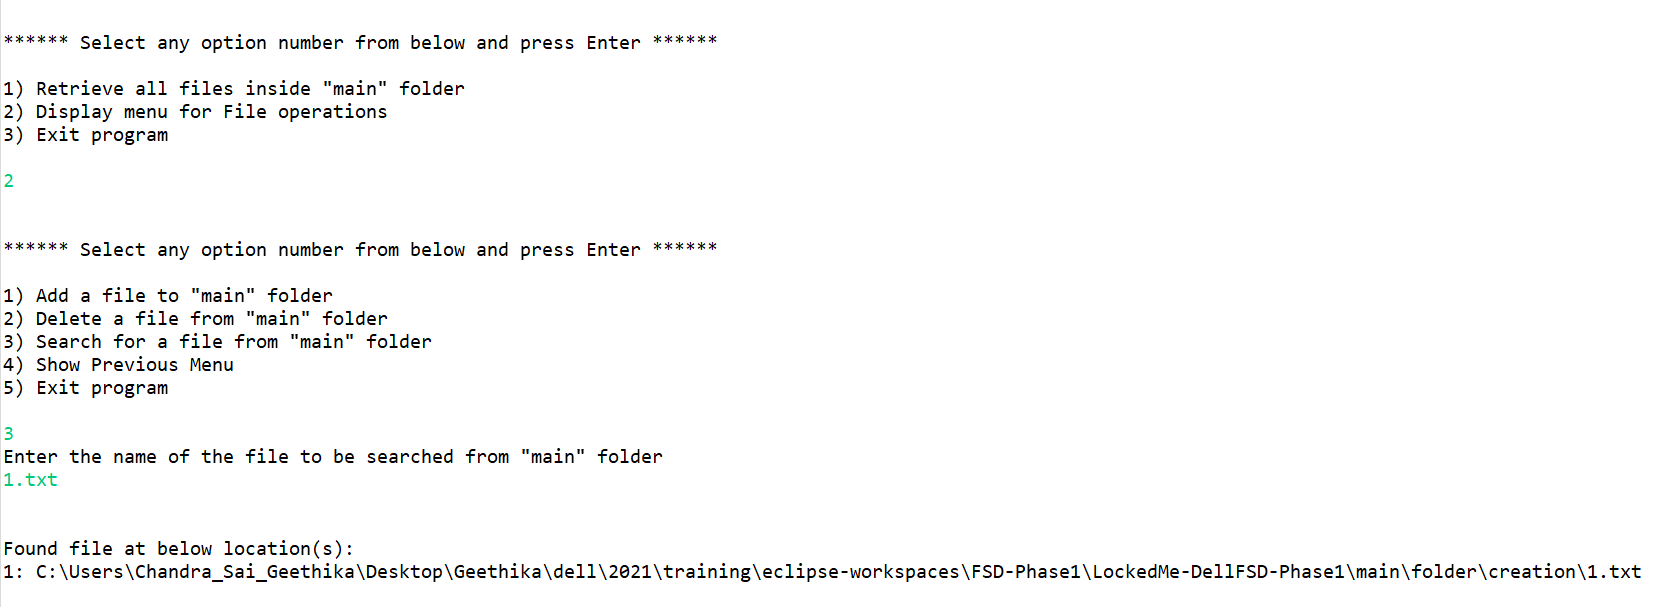 ****** Select any option number from below and press Enter ******
1) Retrieve all files inside "main" folder
2) Display menu for File operations
3) Exit program
2
****** Select any option number from below and press Enter ******
1) Add a file to "main" folder
2) Delete a file from "main" folder
3) Search for a file from "main" folder
4) Show Previous Menu
5) Exit program
3
Enter the name of the file to be searched from "main" folder
1.txt
Found file at below location(s):
1: C:\Users\Chandra_Sai_Geethika\Desktop\Geethika\dell\2021\training\eclipse-workspaces\FSD-Phase1\LockedMe-DellFSD-Phase1\main\folder\creation\1.txt